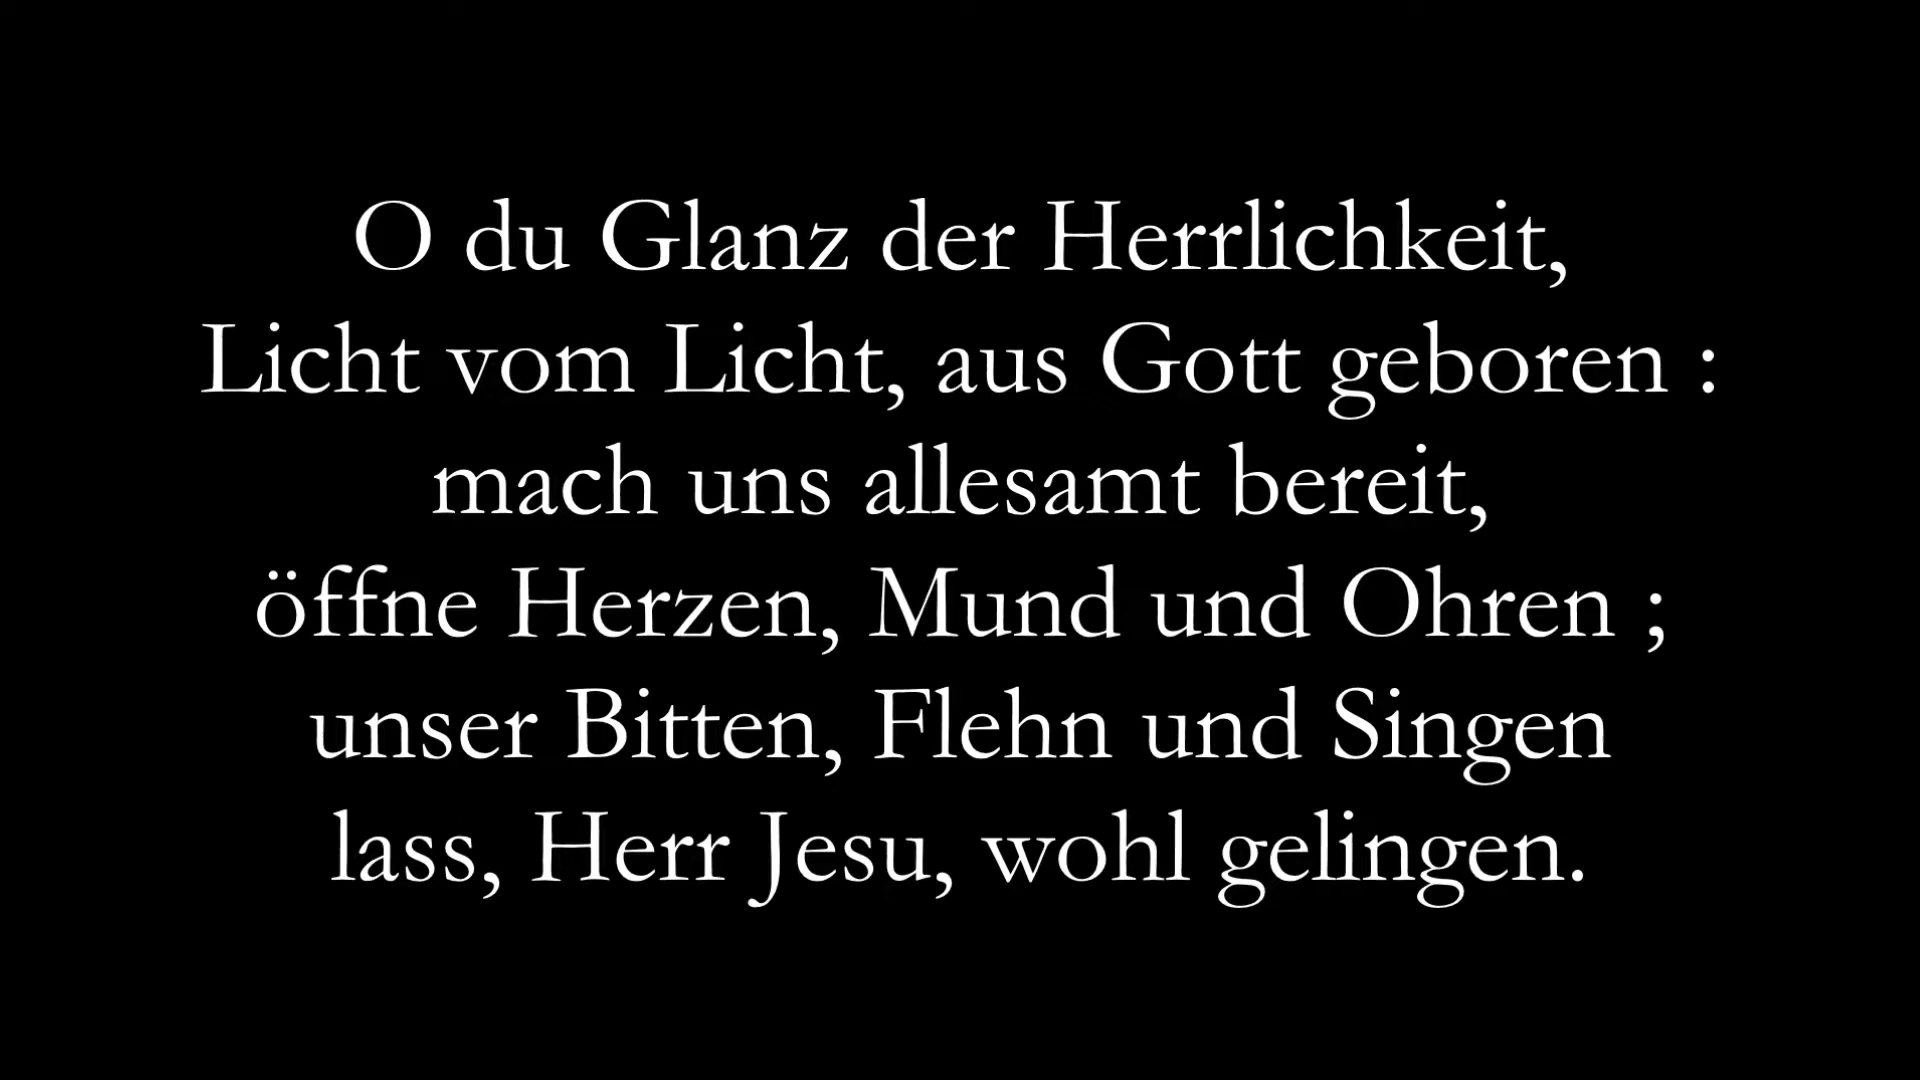 O du Glanz der Herrlichkeit,
Licht vom Licht, aus Gott geboren :
mach uns allesamt bereit,
öffne Herzen, Mund und Ohren ;
unser Bitten, Flehn und Singen
lass, Herr Jesu, wohl gelingen.